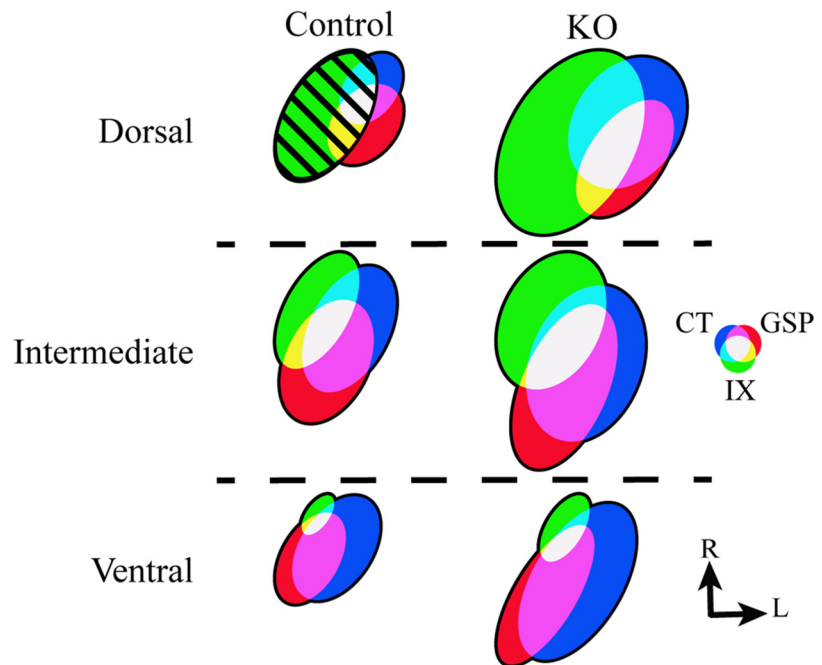 Control KO
Dorsal
Intermediate
CT GSP
IX
Ventral
R
L